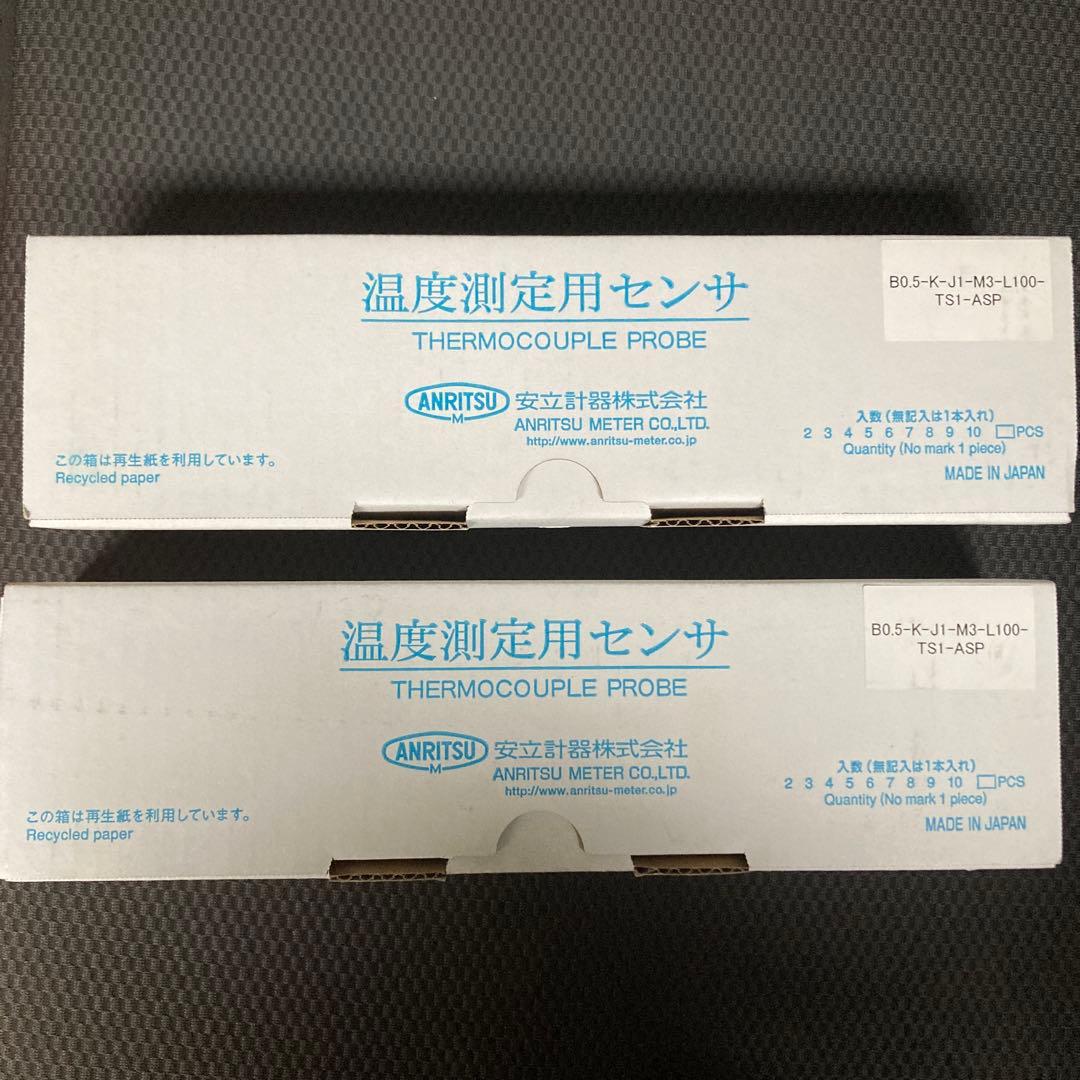 温度測定用センサ
THERMOCOUPLE PROBE
B0.5-K-J1-M3-L100-
TS1-ASP
ANRITSU
M
安立計器株式会社
ANRITSU METER CO.,LTD.
http://www.anritsu-meter.co.jp
入数(無記入は1本入れ)
2 3 4 5 6 7 8 9 10 □PCS
Quantity (No mark 1 piece)
この箱は再生紙を利用しています。
Recycled paper
MADE IN JAPAN
温度測定用センサ
THERMOCOUPLE PROBE
B0.5-K-J1-M3-L100-
TS1-ASP
ANRITSU
M
安立計器株式会社
ANRITSU METER CO.,LTD.
http://www.anritsu-meter.co.jp
入数(無記入は1本入れ)
2 3 4 5 6 7 8 9 10 □PCS
Quantity (No mark 1 piece)
この箱は再生紙を利用しています。
Recycled paper
MADE IN JAPAN